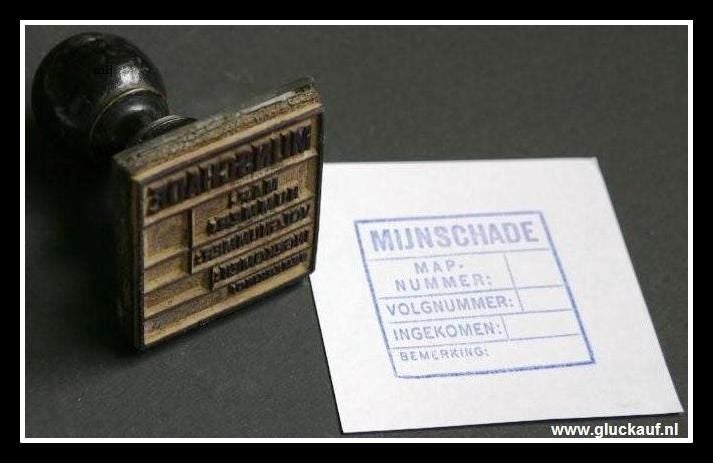 MIJNSCHADE
MAP-
NUMMER:
VOLGNUMMER:
INGEKOMEN:
BEMERKING:
www.gluckauf.nl